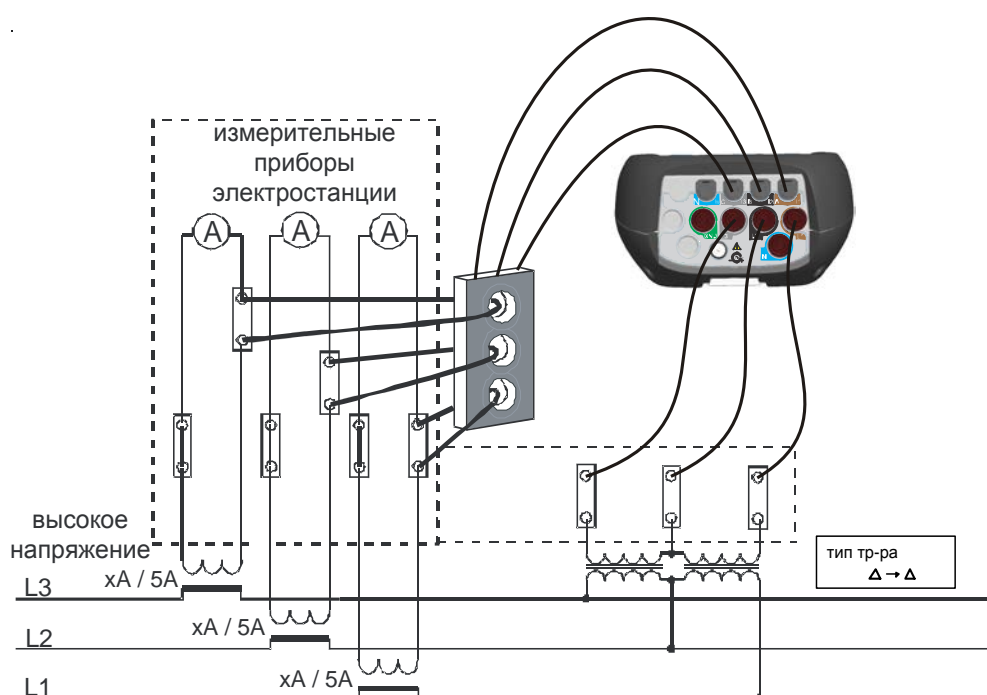 измерительные
приборы
электростанции
A
A
A
N
высокое
напряжение
тип тр-ра
Δ → Δ
xA / 5A
L3
xA / 5A
L2
xA / 5A
L1